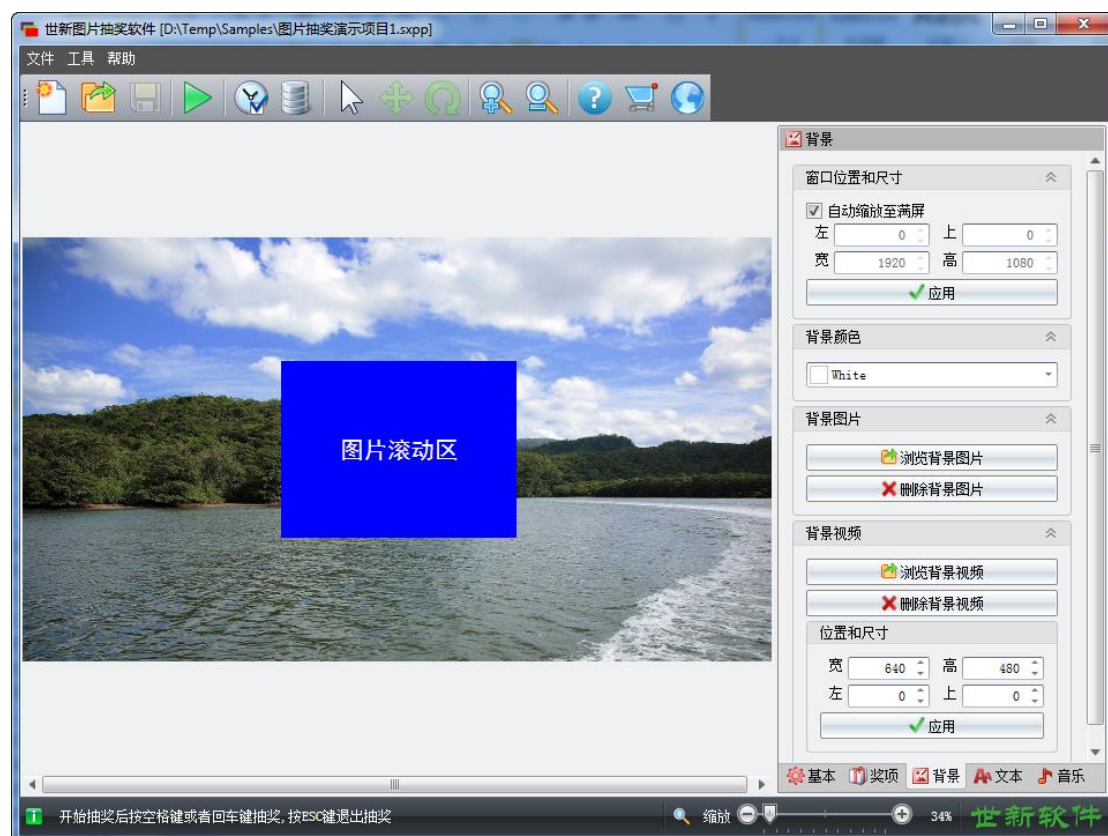 世新图片抽奖软件 [D:\Temp\Samples\图片抽奖演示项目1.sxpp]
文件 工具 帮助
背景
窗口位置和尺寸
自动缩放至满屏
左 0 上 0
宽 1920 高 1080
应用
背景颜色
White
背景图片
浏览背景图片
删除背景图片
背景视频
浏览背景视频
删除背景视频
位置和尺寸
宽 640 高 480
左 0 上 0
应用
图片滚动区
基本 奖项 背景 文本 音乐
开始抽奖后按空格键或者回车键抽奖, 按ESC键退出抽奖
缩放 34% 世新软件